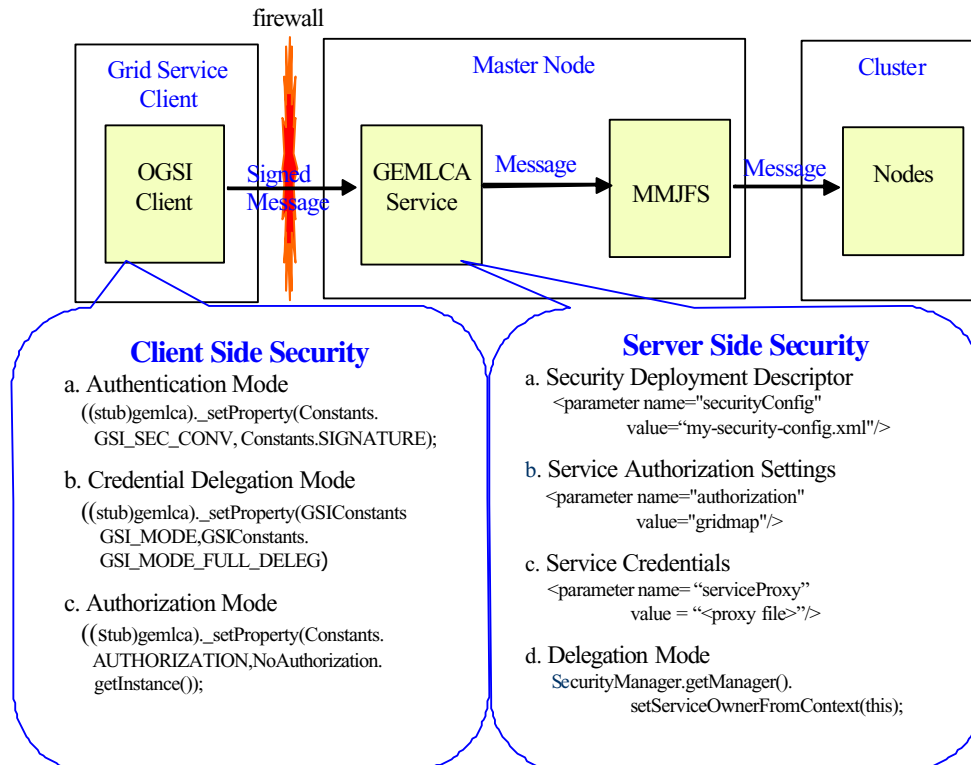 firewall
Grid Service
Client
OGSI
Client
Signed
Message
Master Node
GEMLCA
Service
Message
MMJFS
Message
Cluster
Nodes
Client Side Security
a. Authentication Mode
((stub)gemlca)._setProperty(Constants.
GSI_SEC_CONV, Constants.SIGNATURE);
b. Credential Delegation Mode
((stub)gemlca)._setProperty(GSIConstants
GSI_MODE,GSIConstants.
GSI_MODE_FULL_DELEG)
c. Authorization Mode
((stub)gemlca)._setProperty(Constants.
AUTHORIZATION,NoAuthorization.
getInstance());
Server Side Security
a. Security Deployment Descriptor
<parameter name="securityConfig"
value=“my-security-config.xml"/>
b. Service Authorization Settings
<parameter name="authorization"
value="gridmap"/>
c. Service Credentials
<parameter name= “serviceProxy”
value = “<proxy file>”/>
d. Delegation Mode
SecurityManager.getManager().
setServiceOwnerFromContext(this);